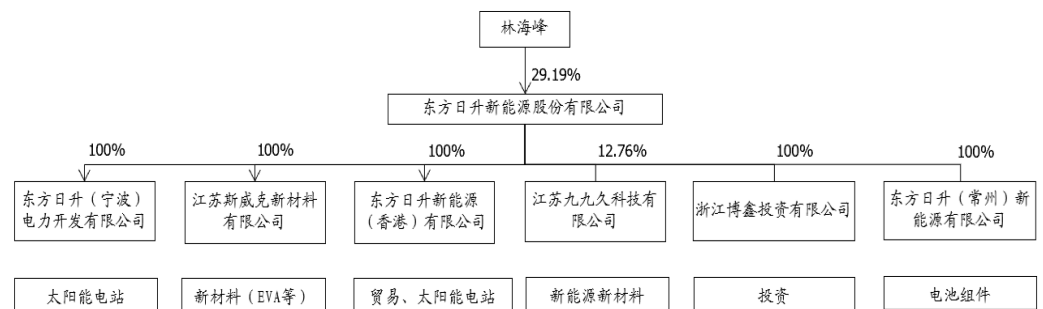 林海峰
29.19%
东方日升新能源股份有限公司
100%
100%
100%
12.76%
100%
100%
东方日升（宁波）
电力开发有限公司
江苏斯威克新材料
有限公司
东方日升新能源
（香港）有限公司
江苏九九久科技有
限公司
浙江博鑫投资有限公司
东方日升（常州）新
能源有限公司
太阳能电站
新材料（EVA等）
贸易、太阳能电站
新能源新材料
投资
电池组件